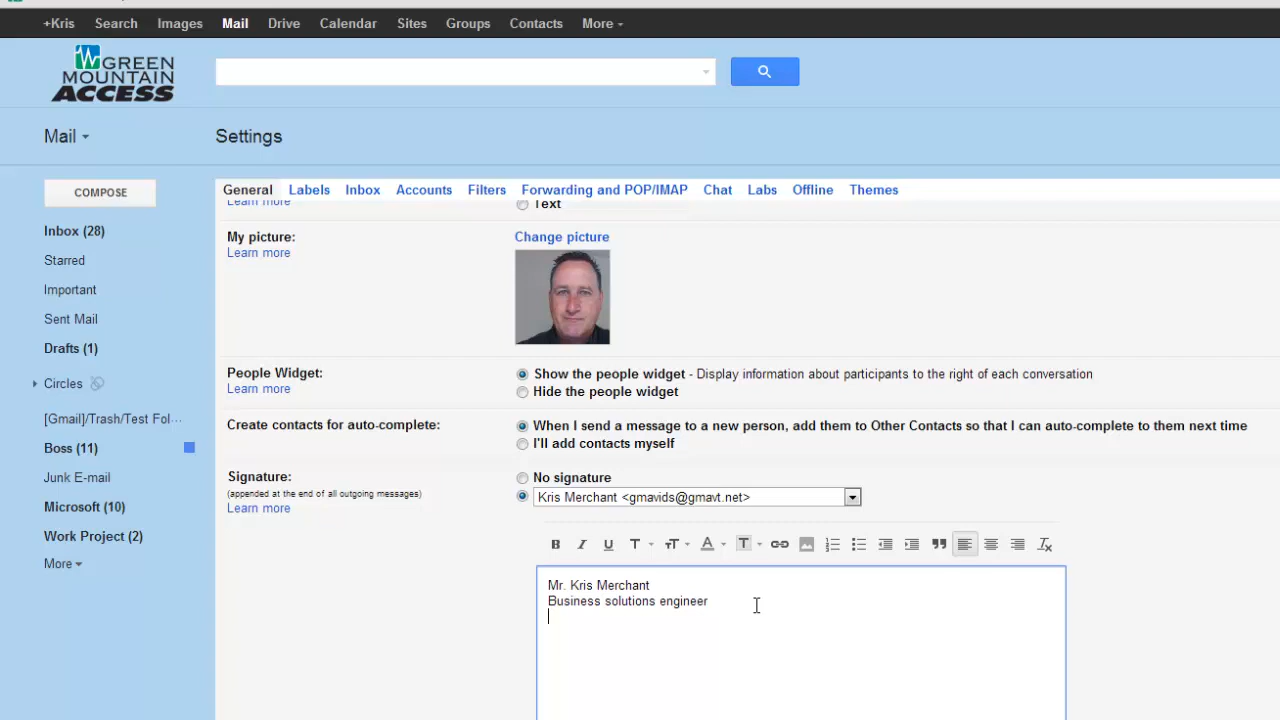 +Kris Search Images Mail Drive Calendar Sites Groups Contacts More
GREEN
MOUNTAIN
ACCESS
Mail
Settings
COMPOSE
General Labels Inbox Accounts Filters Forwarding and POP/IMAP Chat Labs Offline Themes
Learn more
Text
Inbox (28)
Starred
Important
Sent Mail
Drafts (1)
Circles
[Gmail]/Trash/Test Fol...
Boss (11)
Junk E-mail
Microsoft (10)
Work Project (2)
More
My picture:
Learn more
Change picture
People Widget:
Learn more
Show the people widget - Display information about participants to the right of each conversation
Hide the people widget
Create contacts for auto-complete:
When I send a message to a new person, add them to Other Contacts so that I can auto-complete to them next time
I'll add contacts myself
Signature:
(appended at the end of all outgoing messages)
Learn more
No signature
Kris Merchant <gmavids@gmavt.net>
B I U T TT A T
Mr. Kris Merchant
Business solutions engineer